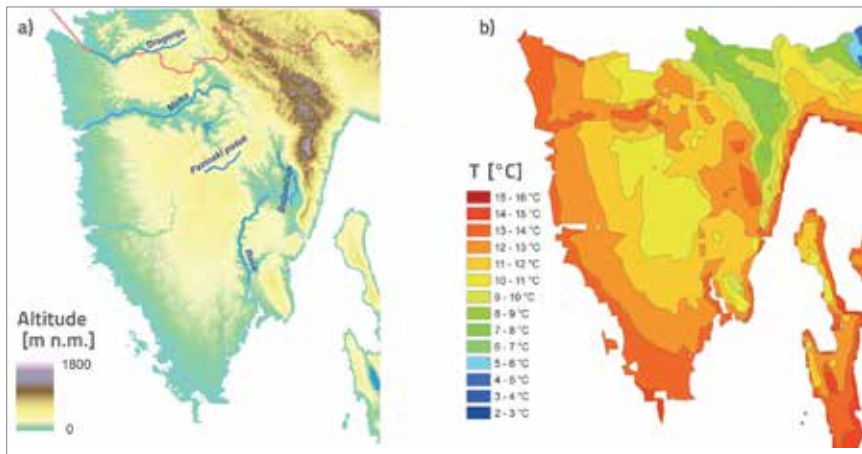 a)
Dragonja
Mirna
Pazinski potok
Raša
Altitude
[m n.m.]
1800
0
b)
T [°C]
15 - 16 °C
14 - 15 °C
13 - 14 °C
12 - 13 °C
11 - 12 °C
10 - 11 °C
9 - 10 °C
8 - 9 °C
7 - 8 °C
6 - 7 °C
5 - 6 °C
4 - 5 °C
3 - 4 °C
2 - 3 °C